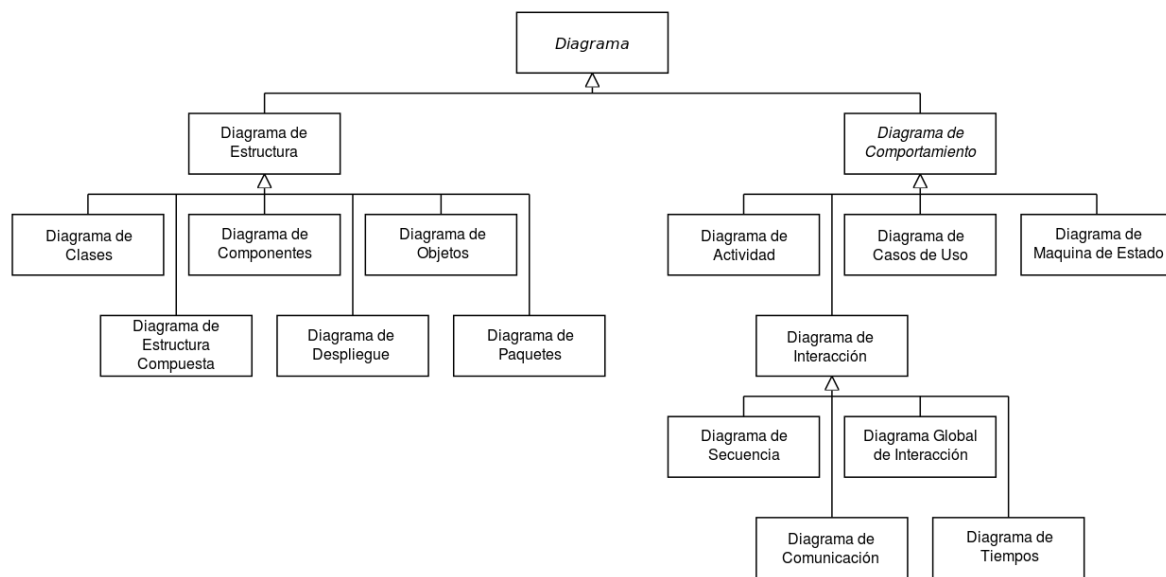 Diagrama
Diagrama de
Estructura
Diagrama de
Comportamiento
Diagrama de
Clases
Diagrama de
Componentes
Diagrama de
Objetos
Diagrama de
Actividad
Diagrama de
Casos de Uso
Diagrama de
Maquina de Estado
Diagrama de
Estructura
Compuesta
Diagrama de
Despliegue
Diagrama de
Paquetes
Diagrama de
Interacción
Diagrama de
Secuencia
Diagrama Global
de Interacción
Diagrama de
Comunicación
Diagrama de
Tiempos